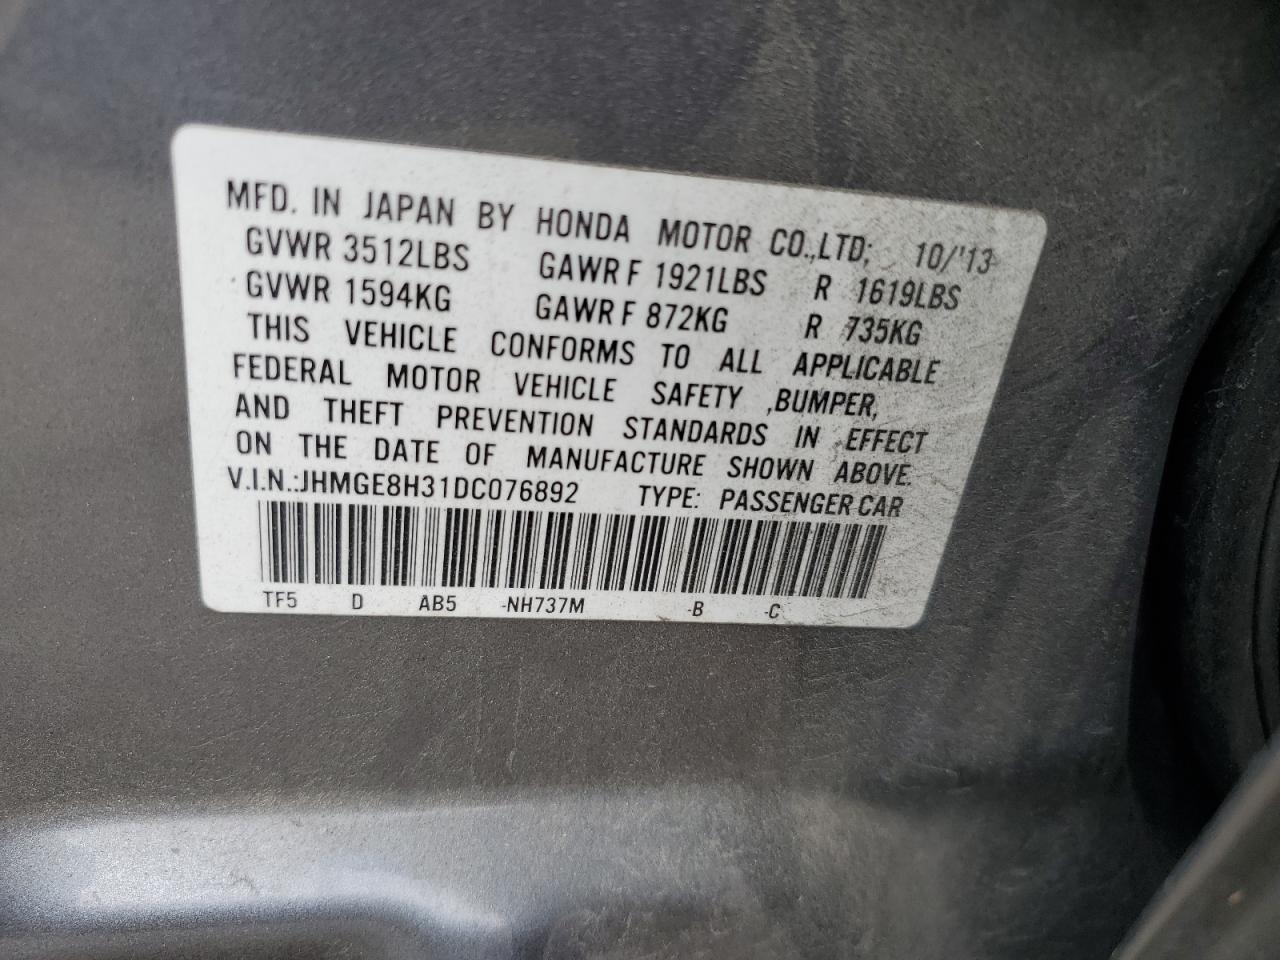 MFD. IN JAPAN BY HONDA MOTOR CO.,LTD; 10/'13
GVWR 3512LBS GAWR F 1921LBS R 1619LBS
GVWR 1594KG GAWR F 872KG R 735KG
THIS VEHICLE CONFORMS TO ALL APPLICABLE
FEDERAL MOTOR VEHICLE SAFETY ,BUMPER,
AND THEFT PREVENTION STANDARDS IN EFFECT
ON THE DATE OF MANUFACTURE SHOWN ABOVE.
V.I.N.:JHMGE8H31DC076892 TYPE: PASSENGER CAR
TF5 D AB5 -NH737M -B -C